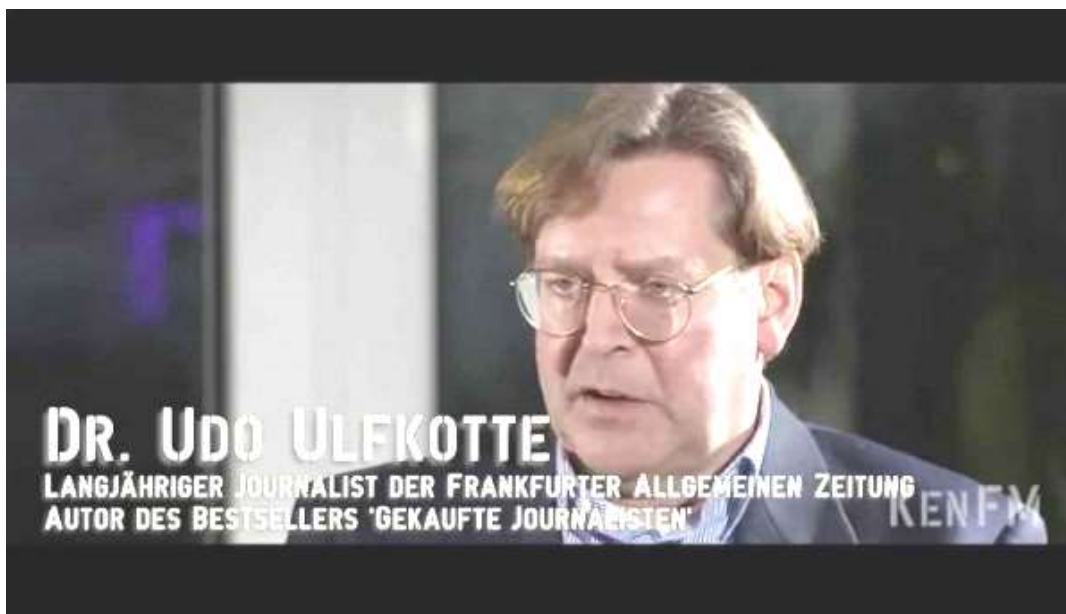 DR. UDO ULFKOTTE
LANGJÄHRIGER JOURNALIST DER FRANKFURTER ALLGEMEINEN ZEITUNG
AUTOR DES BESTSELLERS 'GEKAUFTE JOURNALISTEN'
KENFM